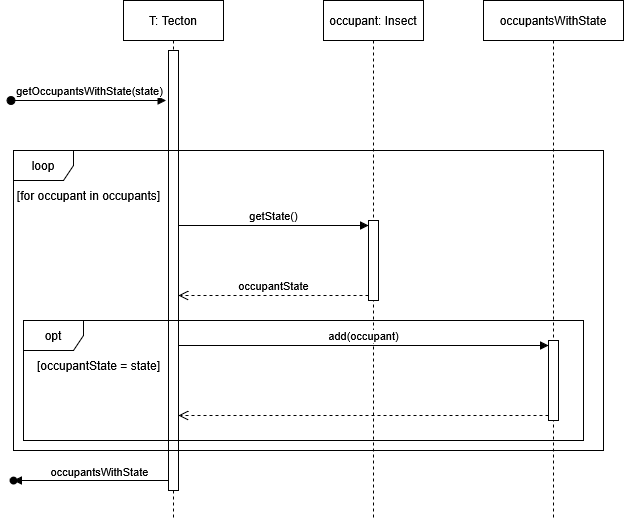 T: Tecton
occupant: Insect
occupantsWithState
getOccupantsWithState(state)
loop
[for occupant in occupants]
getState()
occupantState
opt
add(occupant)
[occupantState = state]
occupantsWithState